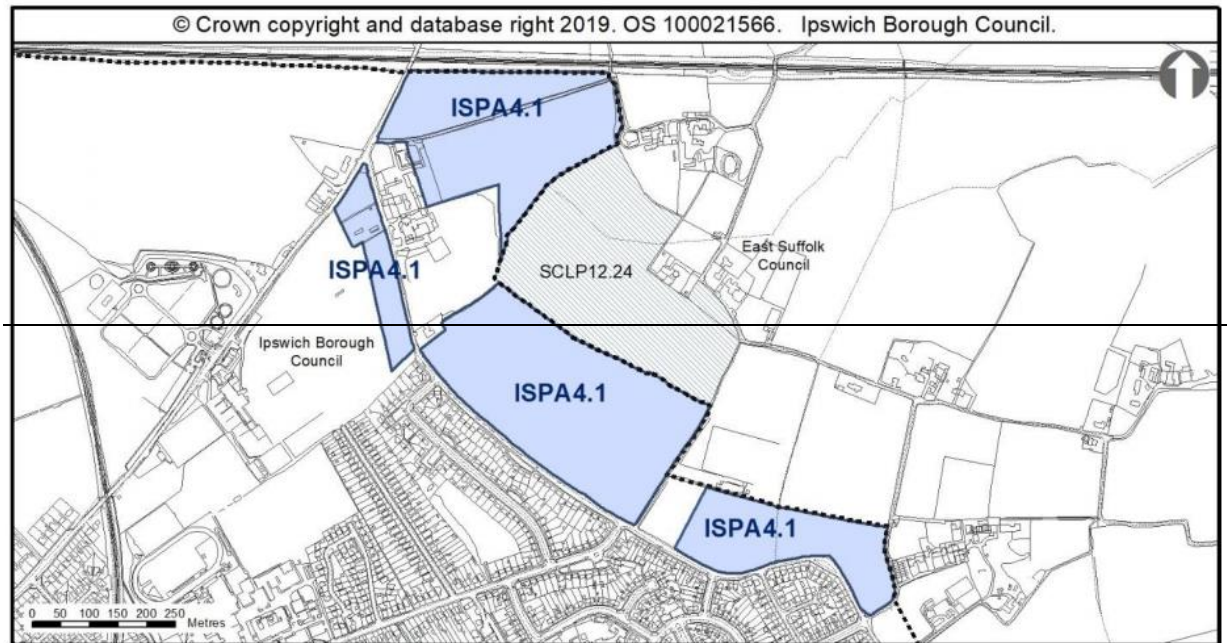 © Crown copyright and database right 2019. OS 100021566. Ipswich Borough Council.
ISPA4.1
East Suffolk
Council
SCLP12.24
ISPA4.1
Ipswich Borough
Council
ISPA4.1
ISPA4.1
0 50 100 150 200 250
Metres